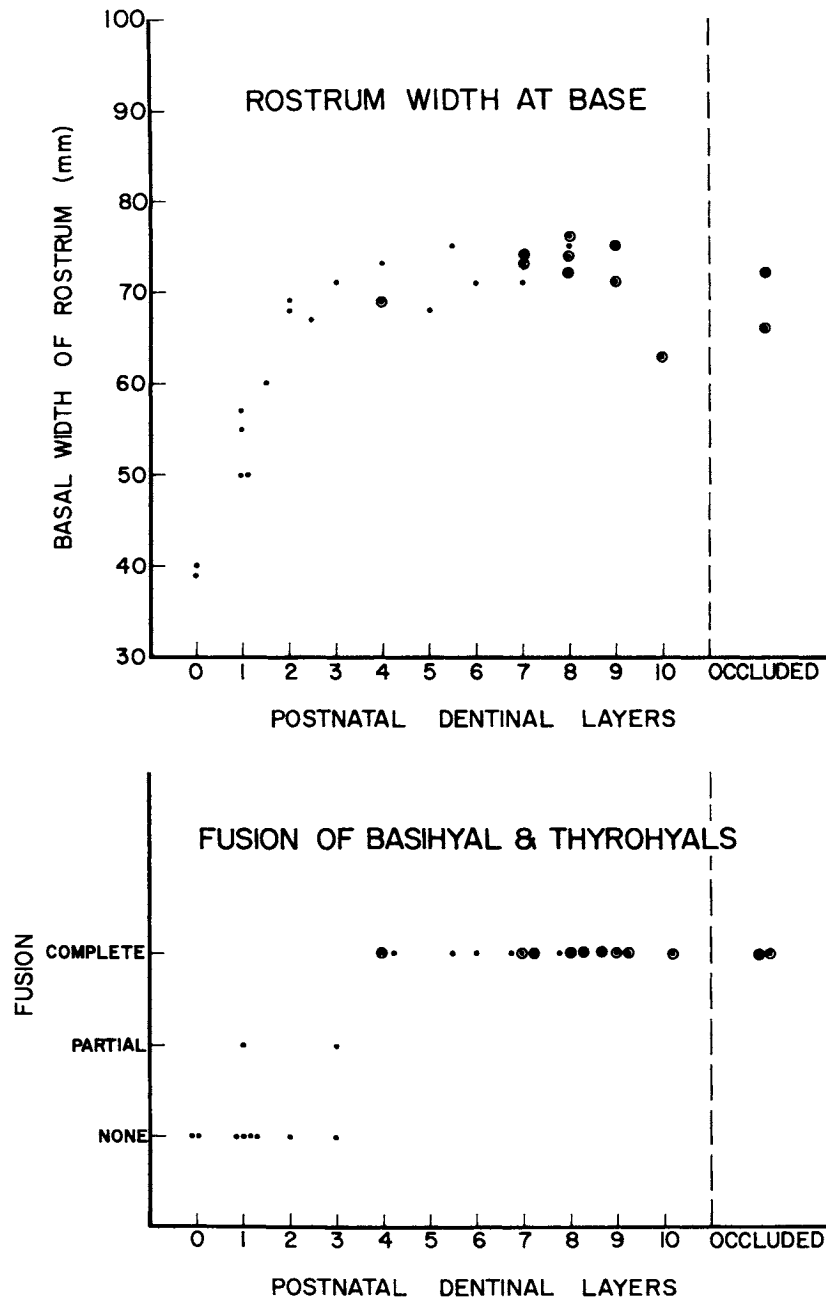 100
90
80
70
60
50
40
30
BASAL WIDTH OF ROSTRUM (mm)
ROSTRUM WIDTH AT BASE
0 1 2 3 4 5 6 7 8 9 10 OCCLUDED
POSTNATAL DENTINAL LAYERS
FUSION OF BASIHYAL & THYROHYALS
FUSION
COMPLETE
PARTIAL
NONE
0 1 2 3 4 5 6 7 8 9 10 OCCLUDED
POSTNATAL DENTINAL LAYERS